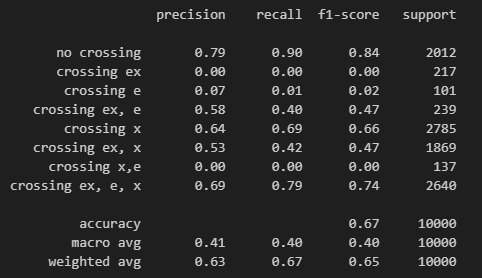 precision recall f1-score support
no crossing 0.79 0.90 0.84 2012
crossing ex 0.00 0.00 0.00 217
crossing e 0.07 0.01 0.02 101
crossing ex, e 0.58 0.40 0.47 239
crossing x 0.64 0.69 0.66 2785
crossing ex, x 0.53 0.42 0.47 1869
crossing x,e 0.00 0.00 0.00 137
crossing ex, e, x 0.69 0.79 0.74 2640
accuracy 0.67 10000
macro avg 0.41 0.40 0.40 10000
weighted avg 0.63 0.67 0.65 10000